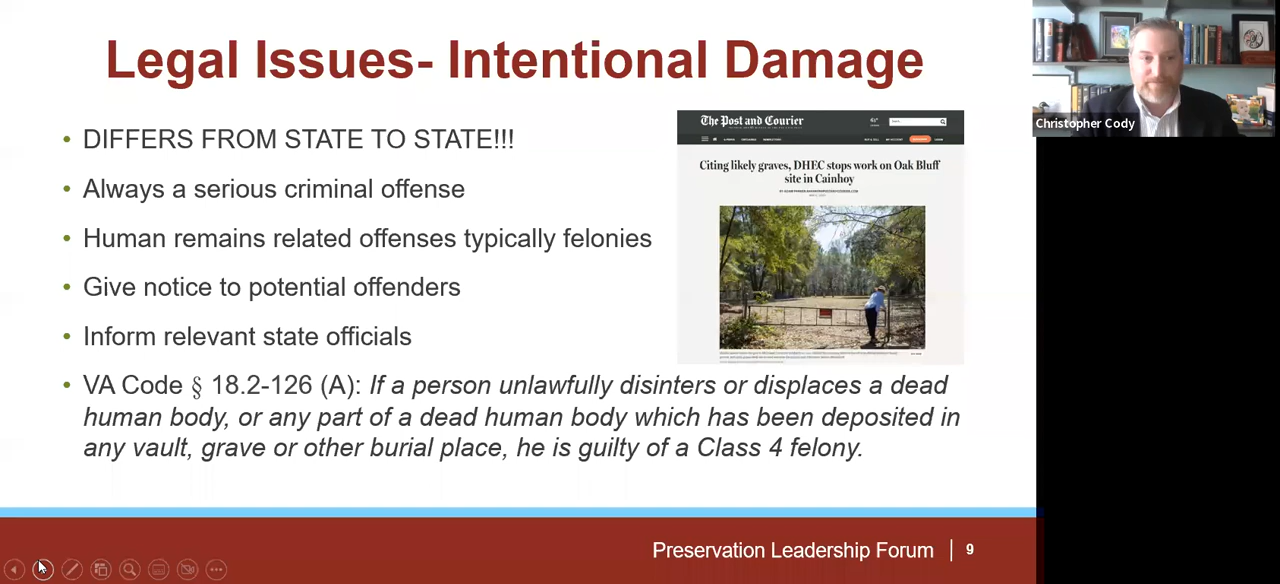 Legal Issues- Intentional Damage
• DIFFERS FROM STATE TO STATE!!!
• Always a serious criminal offense
• Human remains related offenses typically felonies
• Give notice to potential offenders
• Inform relevant state officials
• VA Code § 18.2-126 (A): If a person unlawfully disinters or displaces a dead
human body, or any part of a dead human body which has been deposited in
any vault, grave or other burial place, he is guilty of a Class 4 felony.
The Post and Courier
Citing likely graves, DHEC stops work on Oak Bluff
site in Cainhoy
Christopher Cody
Preservation Leadership Forum | 9